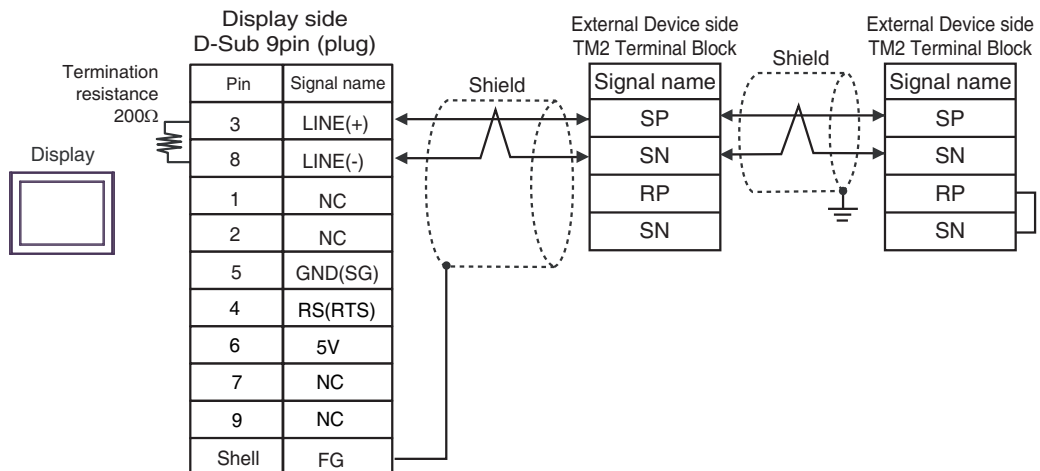 Display side
D-Sub 9pin (plug)
External Device side
TM2 Terminal Block
External Device side
TM2 Terminal Block
Termination
resistance
200Ω
Display
Pin Signal name
3 LINE(+)
8 LINE(-)
1 NC
2 NC
5 GND(SG)
4 RS(RTS)
6 5V
7 NC
9 NC
Shell FG
Shield
Signal name
SP
SN
RP
SN
Shield
Signal name
SP
SN
RP
SN